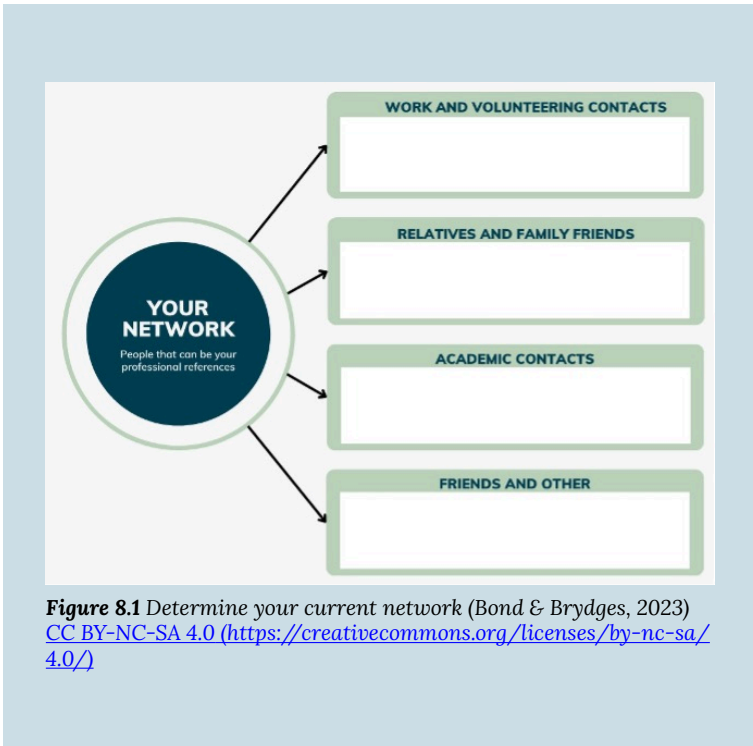 WORK AND VOLUNTEERING CONTACTS
RELATIVES AND FAMILY FRIENDS
YOUR
NETWORK
People that can be your
professional references
ACADEMIC CONTACTS
FRIENDS AND OTHER
Figure 8.1 Determine your current network (Bond & Brydges, 2023)
CC BY-NC-SA 4.0 (https://creativecommons.org/licenses/by-nc-sa/
4.0/)